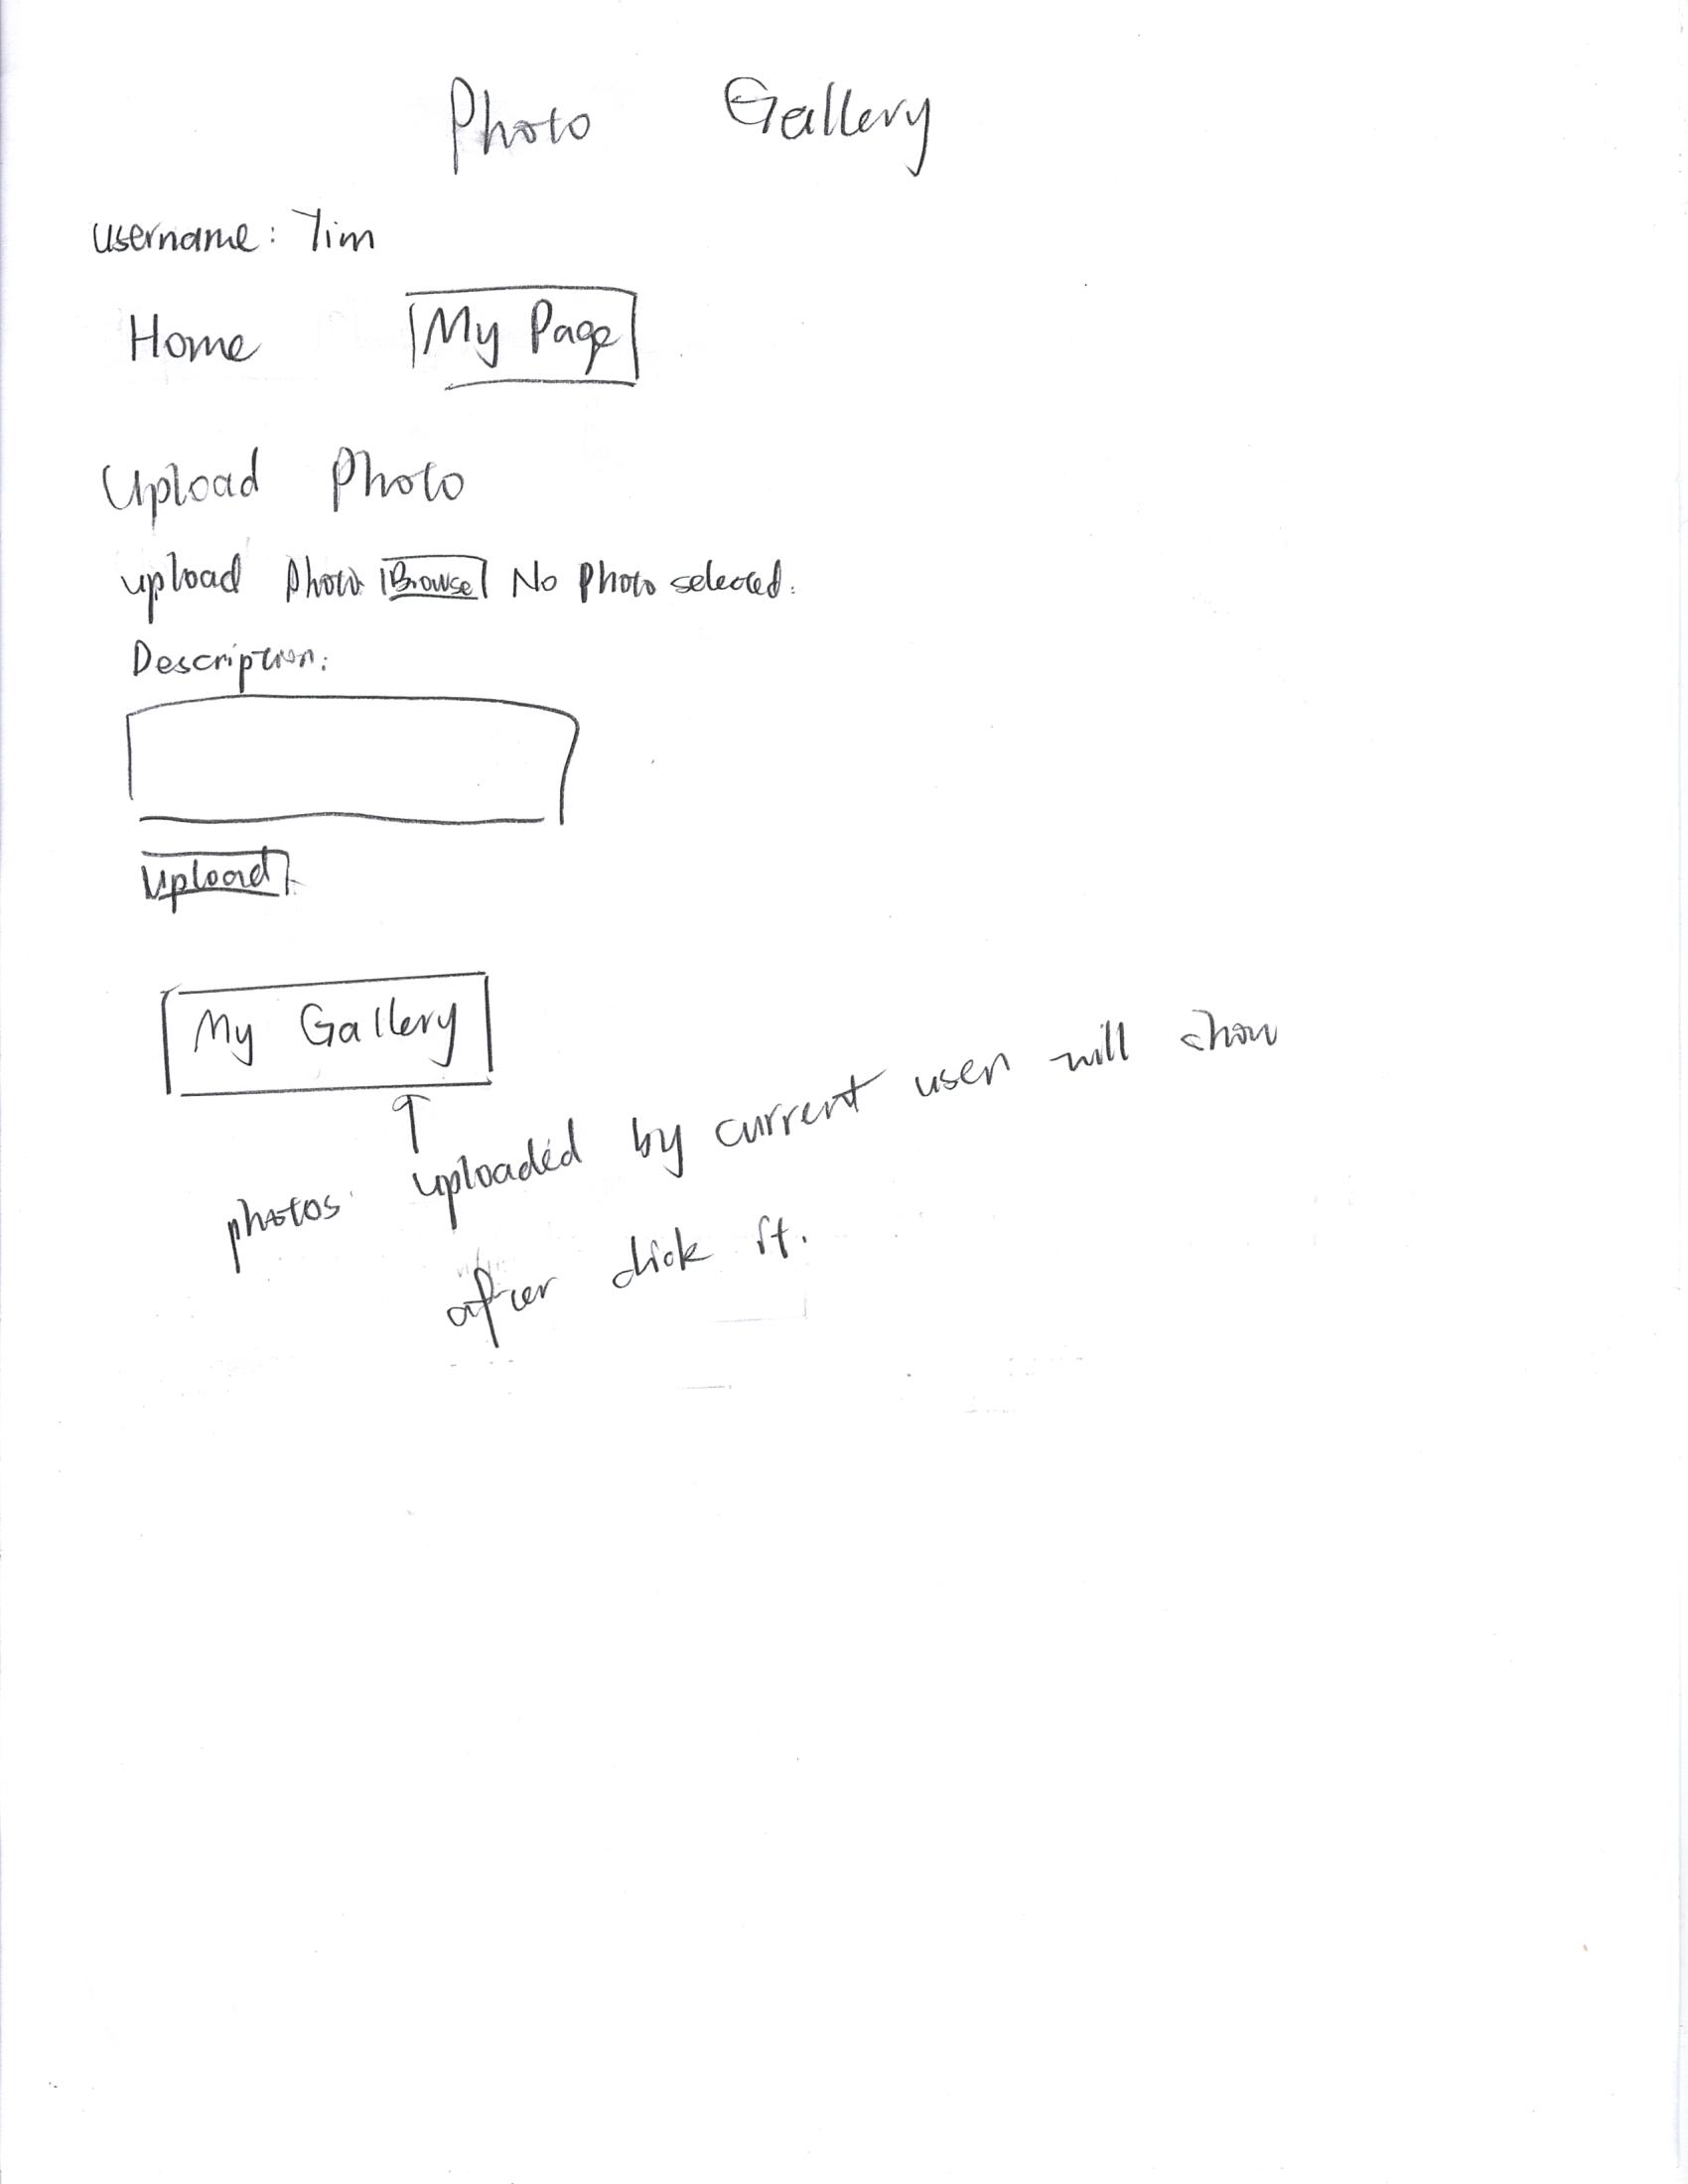 Photo Gallery
username: Tim
Home My Page
Upload Photo
upload photo Browse No Photo selected.
Description:
Upload
My Gallery
photos uploaded by current user will show
after click it.